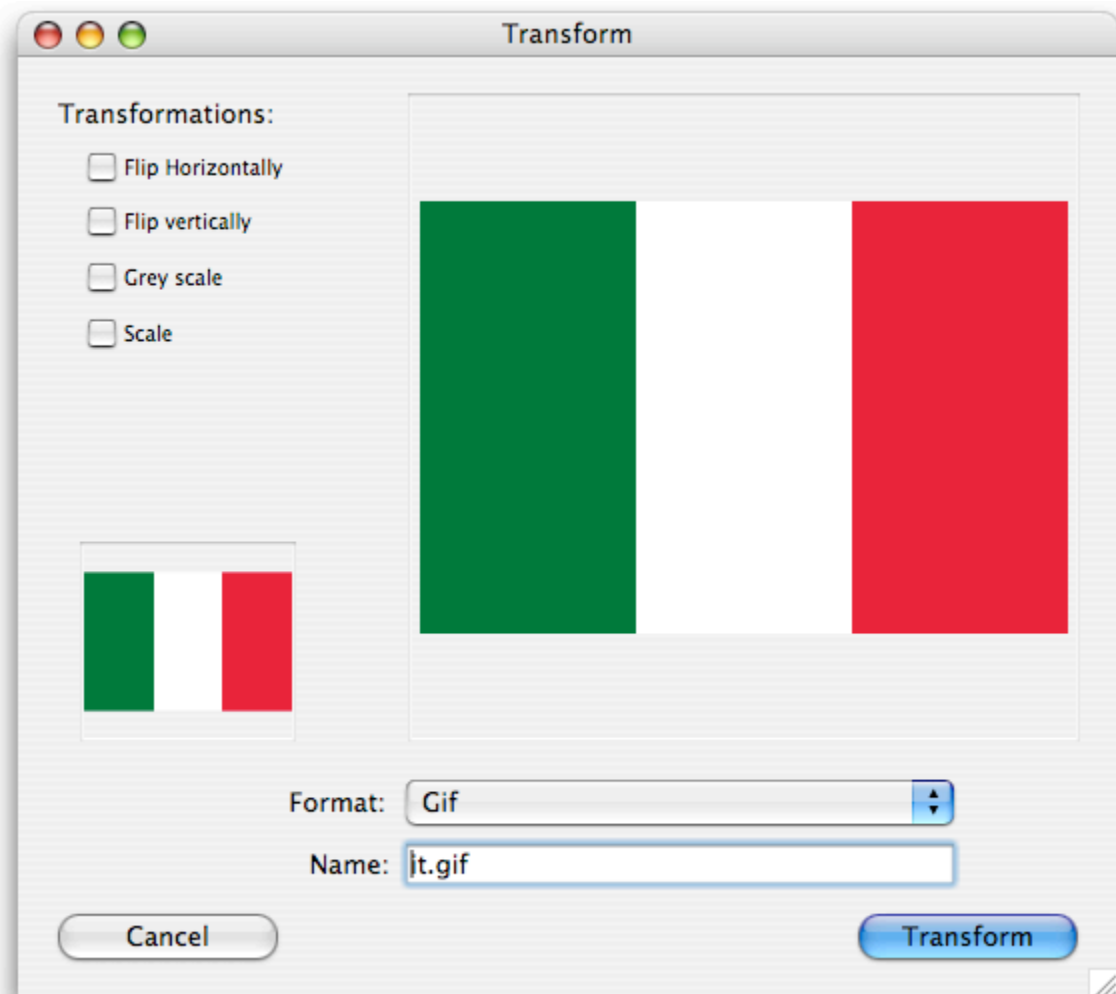 Transform
Transformations:
Flip Horizontally
Flip vertically
Grey scale
Scale
Format: Gif
Name: it.gif
Cancel Transform